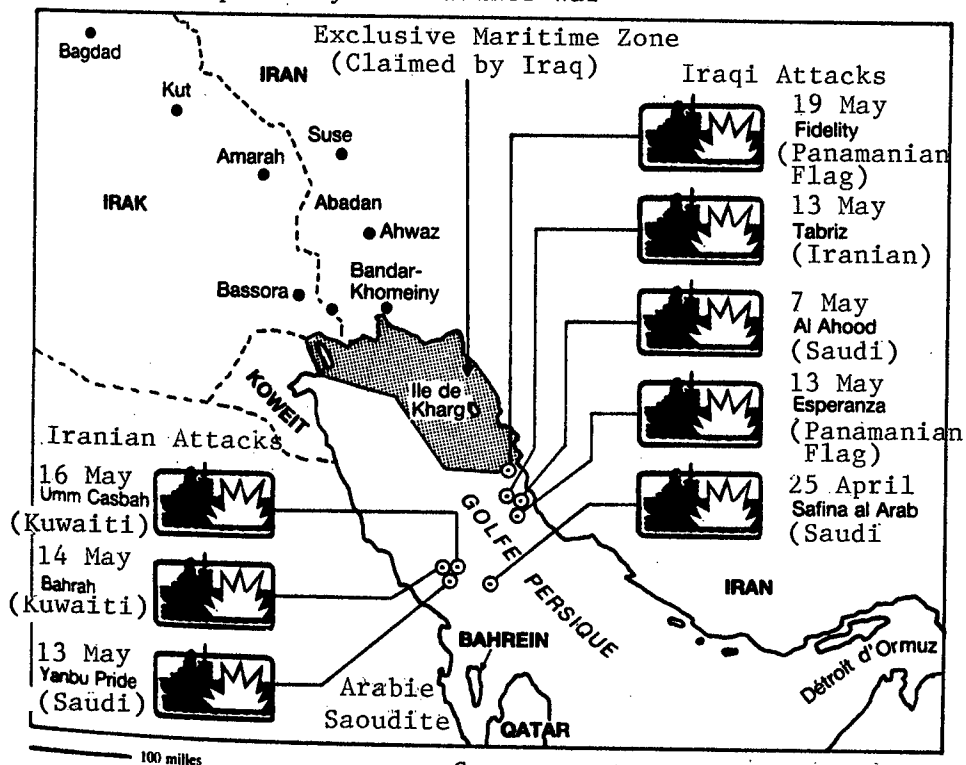 Exclusive Maritime Zone
(Claimed by Iraq)
Bagdad
IRAN
Kut
Suse
Amarah
IRAK
Abadan
Ahwaz
Bandar-
Khomeiny
Bassora
KOWEIT
Ile de
Kharg
GOLFE PERSIQUE
IRAN
BAHREIN
Arabie
Saoudite
QATAR
Détroit d'Ormuz
Iraqi Attacks
19 May
Fidelity
(Panamanian
Flag)
13 May
Tabriz
(Iranian)
7 May
Al Ahood
(Saudi)
13 May
Esperanza
(Panamanian
Flag)
25 April
Safina al Arab
(Saudi
Iranian Attacks
16 May
Umm Casbah
(Kuwaiti)
14 May
Bahrah
(Kuwaiti)
13 May
Yanbu Pride
(Saudi)
100 milles